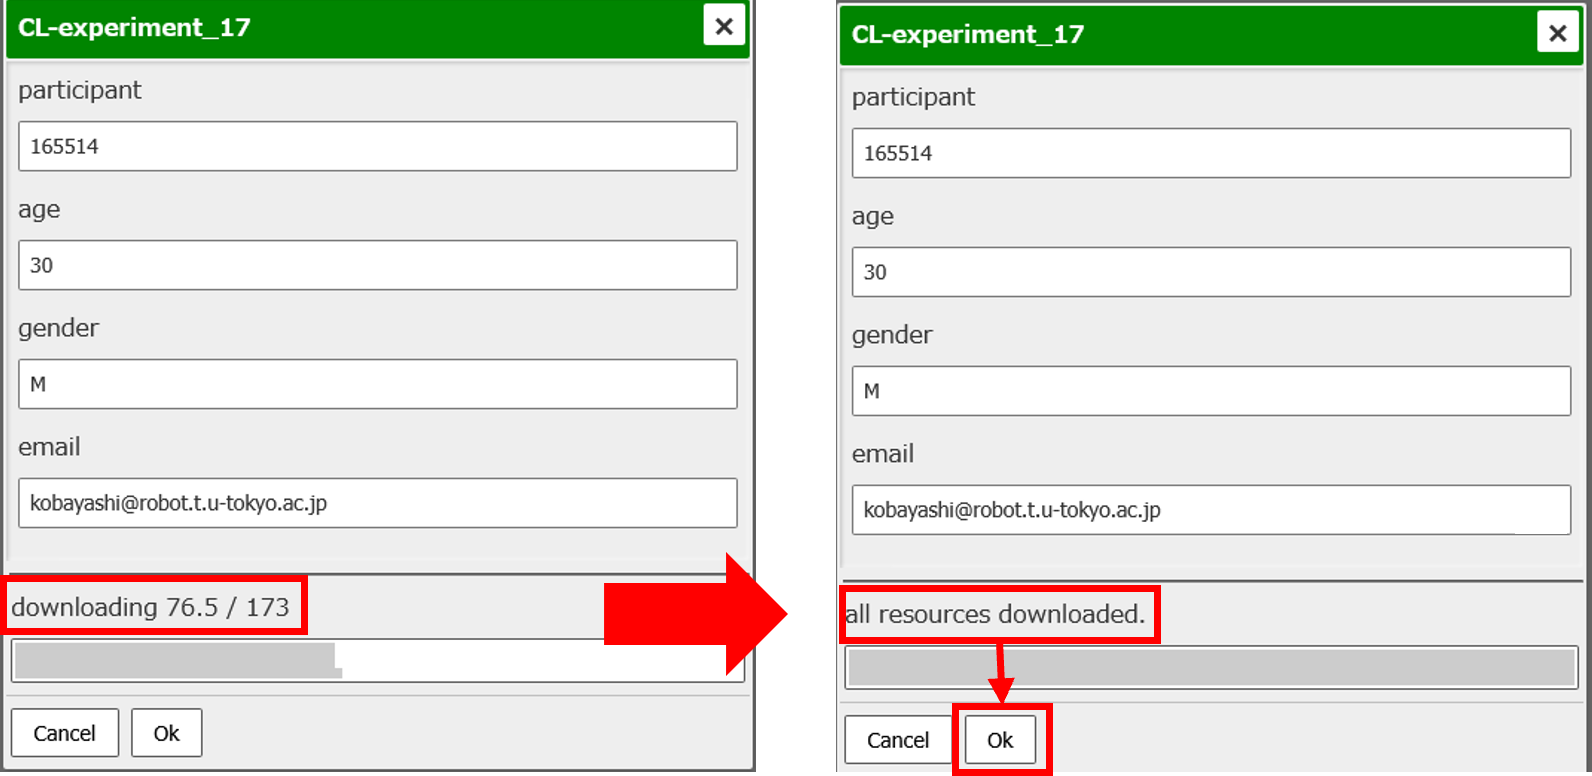 CL-experiment_17
participant
165514
age
30
gender
M
email
kobayashi@robot.t.u-tokyo.ac.jp
downloading 76.5 / 173
Cancel
Ok
CL-experiment_17
participant
165514
age
30
gender
M
email
kobayashi@robot.t.u-tokyo.ac.jp
all resources downloaded.
Cancel
Ok